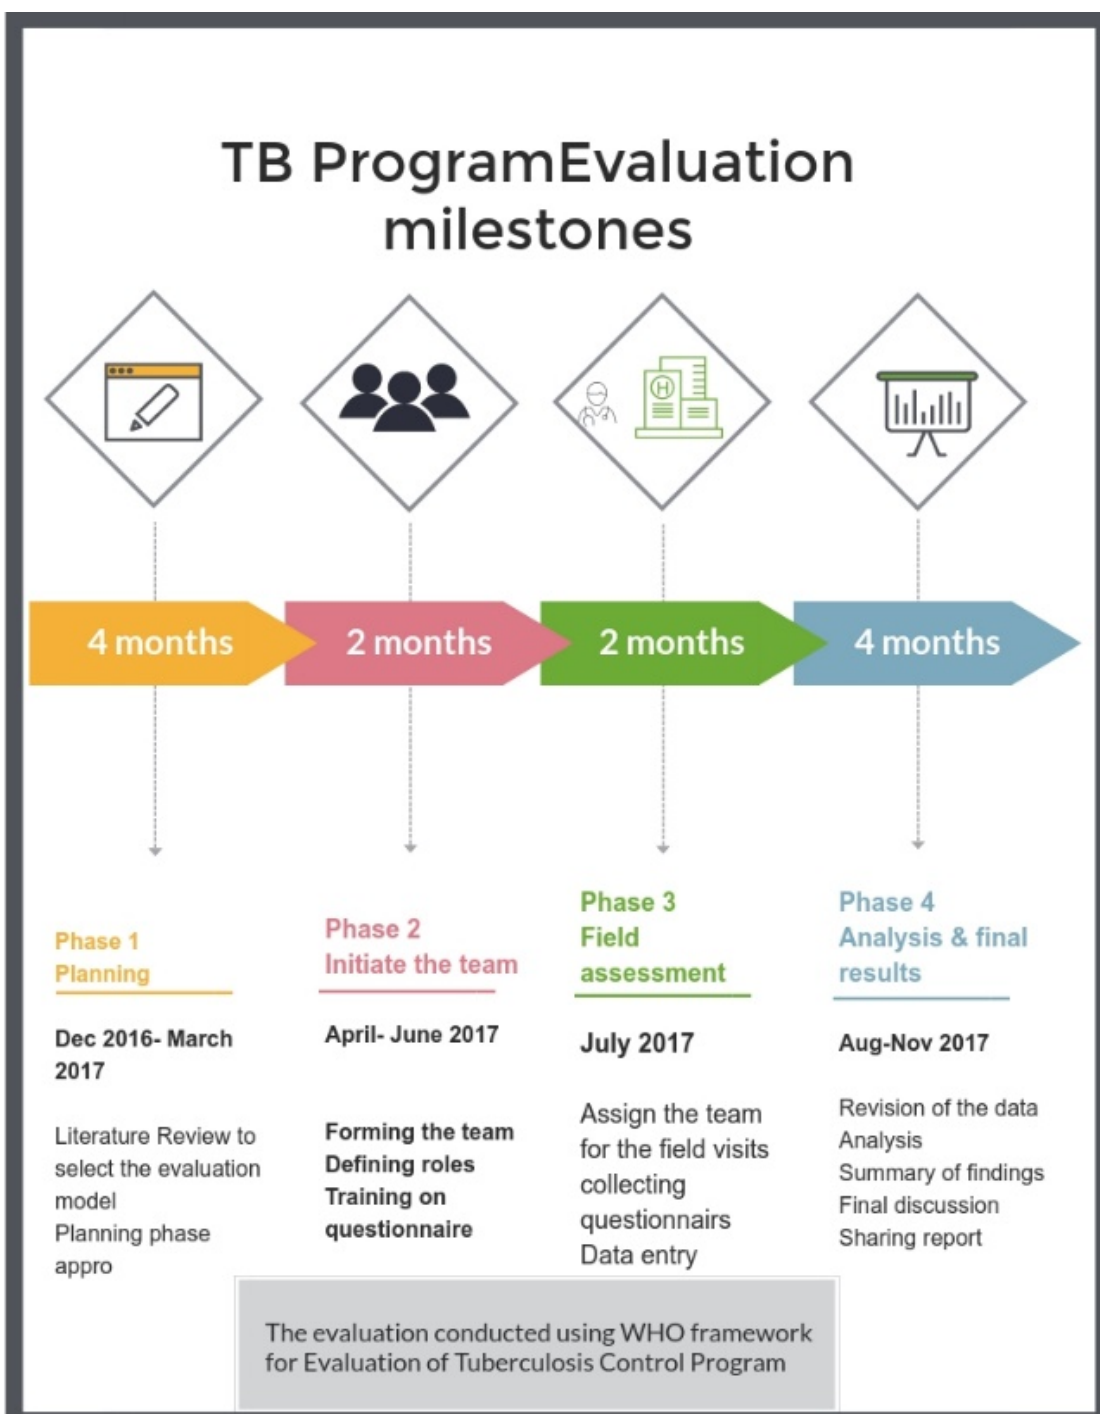 TB ProgramEvaluation
milestones
4 months
2 months
2 months
4 months
Phase 1
Planning
Dec 2016- March
2017
Literature Review to
select the evaluation
model
Planning phase
appro
Phase 2
Initiate the team
April- June 2017
Forming the team
Defining roles
Training on
questionnaire
Phase 3
Field
assessment
July 2017
Assign the team
for the field visits
collecting
questionnairs
Data entry
Phase 4
Analysis & final
results
Aug-Nov 2017
Revision of the data
Analysis
Summary of findings
Final discussion
Sharing report
The evaluation conducted using WHO framework
for Evaluation of Tuberculosis Control Program
H